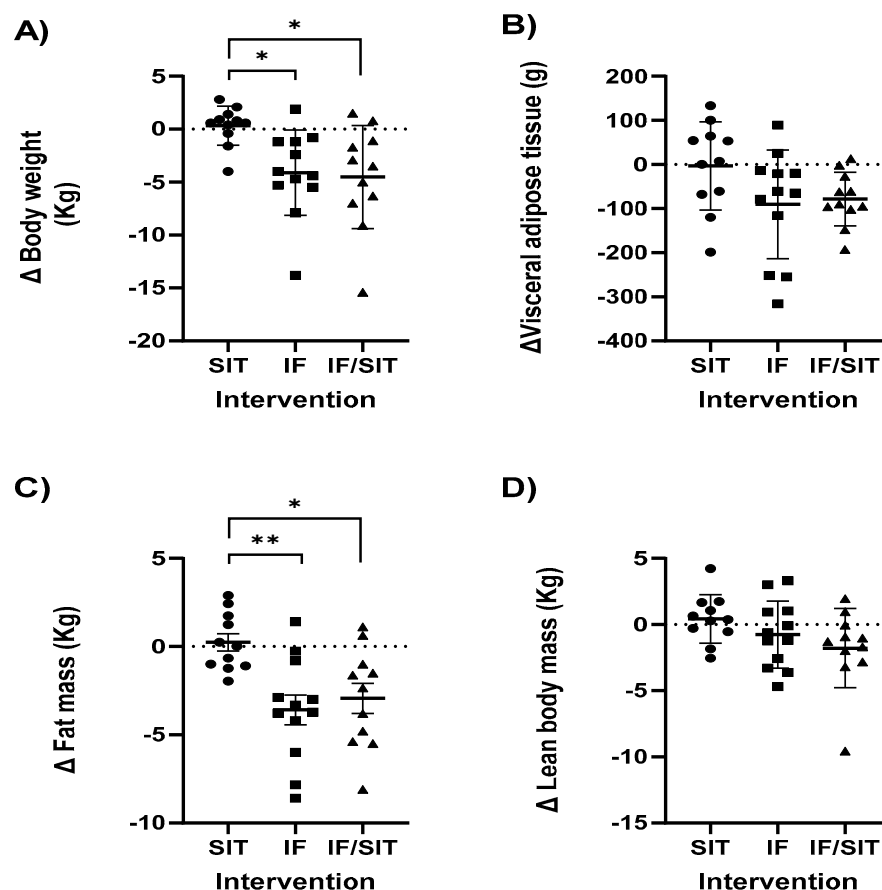 A)
Δ Body weight
(Kg)
*
*
5
0
-5
-10
-15
-20
SIT IF IF/SIT
Intervention
B)
ΔVisceral adipose tissue (g)
200
100
0
-100
-200
-300
-400
SIT IF IF/SIT
Intervention
C)
Δ Fat mass (Kg)
*
**
5
0
-5
-10
SIT IF IF/SIT
Intervention
D)
Δ Lean body mass (Kg)
5
0
-5
-10
-15
SIT IF IF/SIT
Intervention